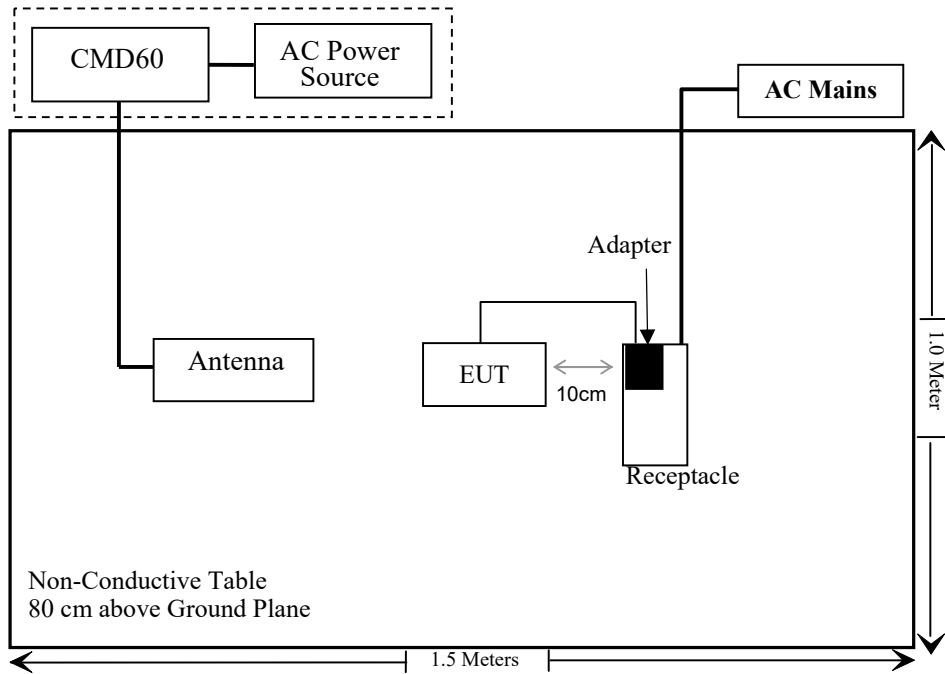 CMD60
AC Power
Source
AC Mains
Adapter
Antenna
EUT
10cm
Receptacle
1.0 Meter
Non-Conductive Table
80 cm above Ground Plane
1.5 Meters